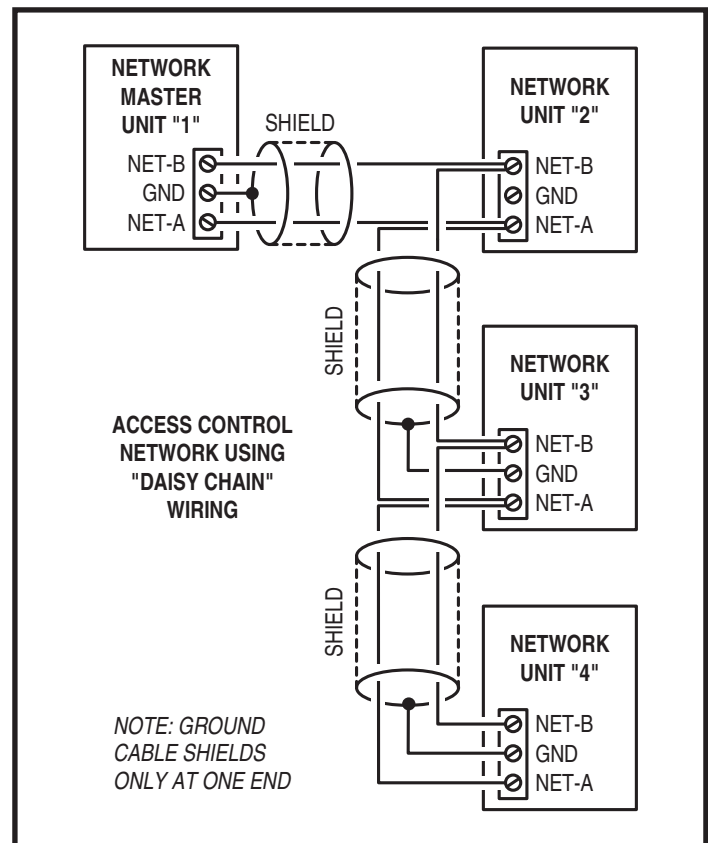 NETWORK
MASTER
UNIT "1"
NET-B
GND
NET-A
SHIELD
NETWORK
UNIT "2"
NET-B
GND
NET-A
SHIELD
NETWORK
UNIT "3"
NET-B
GND
NET-A
ACCESS CONTROL
NETWORK USING
"DAISY CHAIN"
WIRING
SHIELD
NETWORK
UNIT "4"
NET-B
GND
NET-A
NOTE: GROUND
CABLE SHIELDS
ONLY AT ONE END